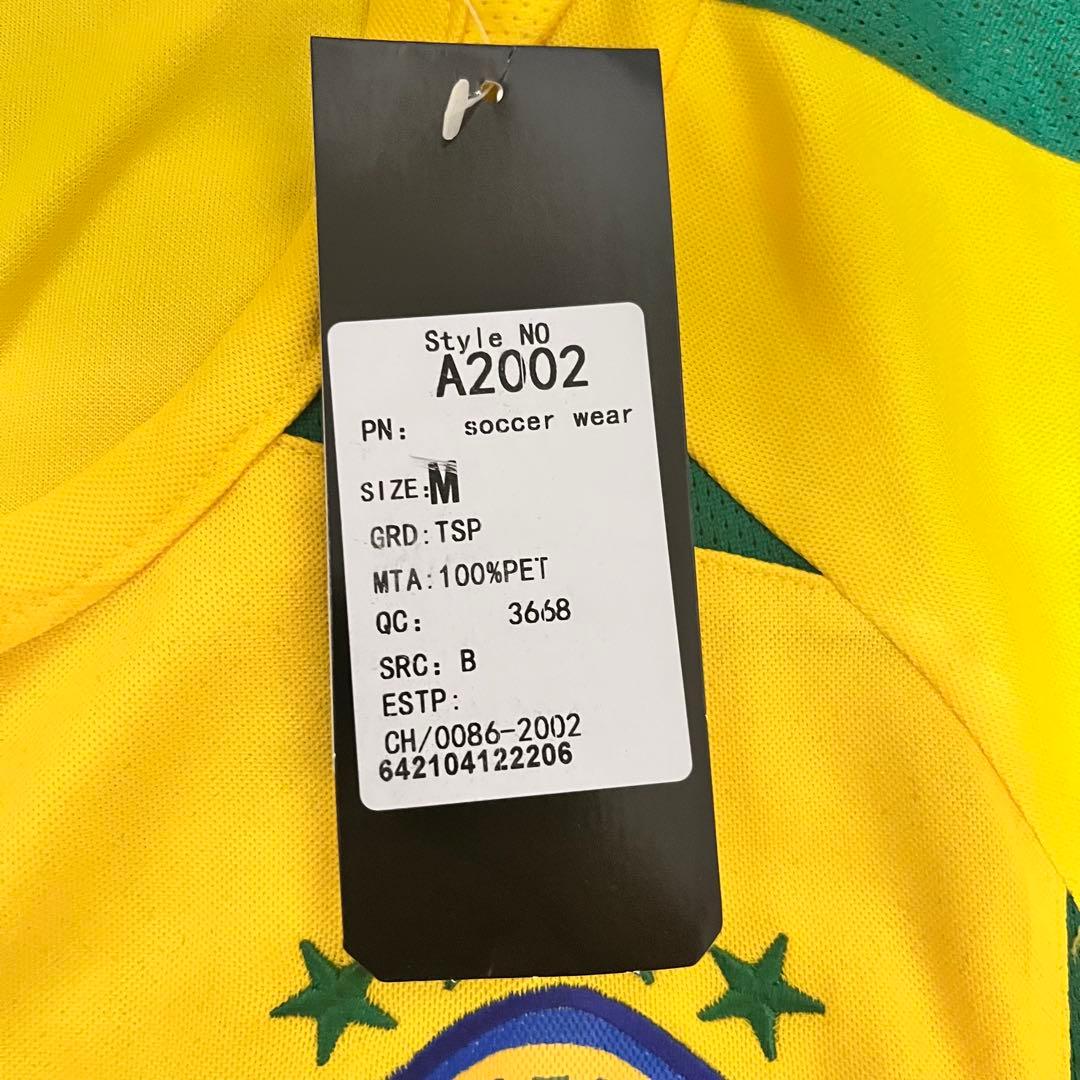 Style NO
A2002
PN: soccer wear
SIZE:M
GRD:TSP
MTA:100%PET
QC: 3668
SRC: B
ESTP:
CH/0086-2002
642104122206